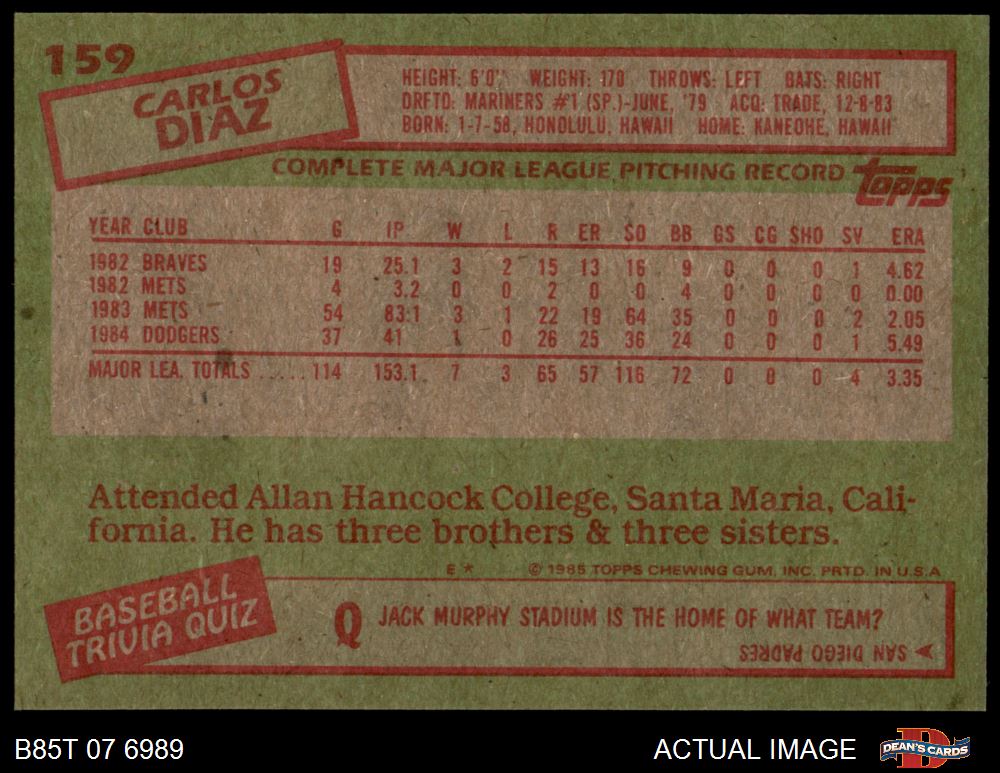 159
CARLOS
DIAZ
HEIGHT: 6'0" WEIGHT: 170 THROWS: LEFT BATS: RIGHT
DRFTD: MARINERS #1 (SP.)-JUNE, '79 ACQ: TRADE, 12-8-83
BORN: 1-7-58, HONOLULU, HAWAII HOME: KANEOHE, HAWAII
COMPLETE MAJOR LEAGUE PITCHING RECORD topps
YEAR CLUB G IP W L R ER SO BB GS CG SHO SV ERA
1982 BRAVES 19 25.1 3 2 15 13 16 9 0 0 0 1 4.62
1982 METS 4 3.2 0 0 2 0 0 4 0 0 0 0 0.00
1983 METS 54 83.1 3 1 22 19 64 35 0 0 0 2 2.05
1984 DODGERS 37 41 1 0 26 25 36 24 0 0 0 1 5.49
MAJOR LEA. TOTALS ...... 114 153.1 7 3 65 57 116 72 0 0 0 4 3.35
Attended Allan Hancock College, Santa Maria, Cali-
fornia. He has three brothers & three sisters.
E * © 1985 TOPPS CHEWING GUM, INC. PRTD. IN U.S.A
BASEBALL
TRIVIA QUIZ
Q JACK MURPHY STADIUM IS THE HOME OF WHAT TEAM?
SAN DIEGO PADRES
B85T 07 6989
ACTUAL IMAGE
DEAN'S CARDS